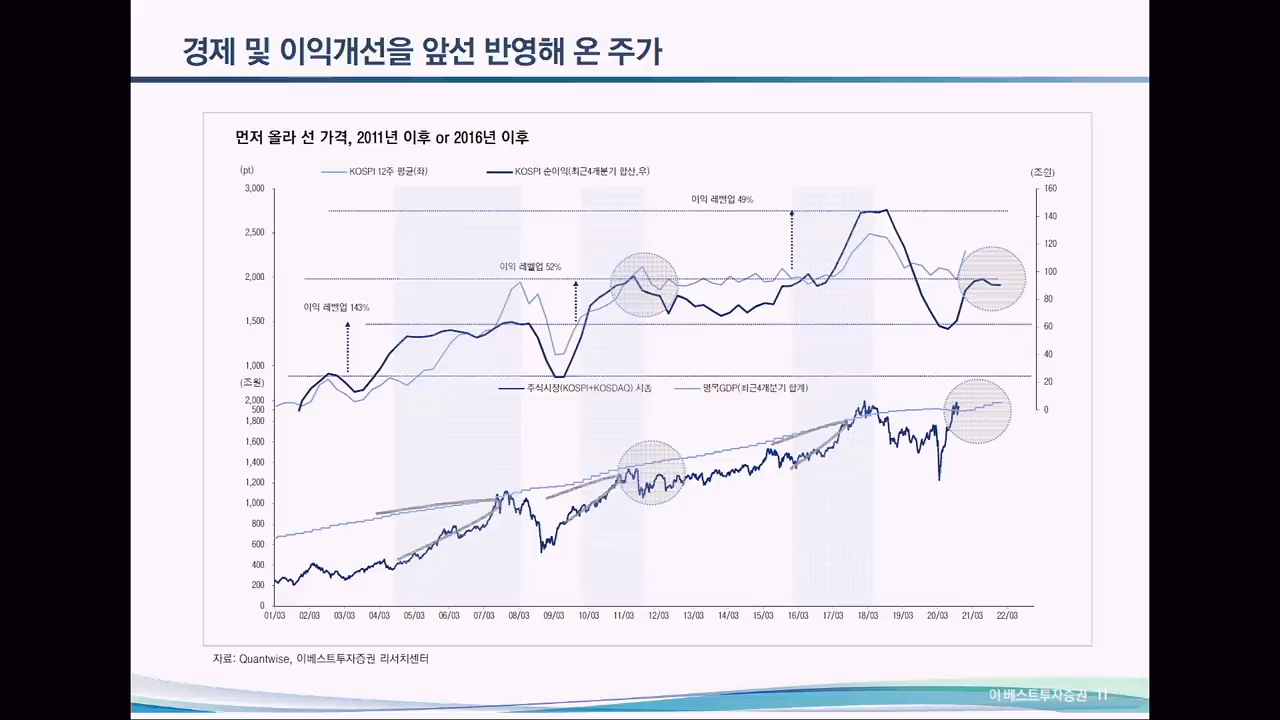 경제 및 이익개선을 앞선 반영해 온 주가
먼저 올라 선 가격, 2011년 이후 or 2016년 이후
(pt)
KOSPI 12주 평균(좌)
KOSPI 순이익(최근4개분기 합산,우)
(조원)
3,000
2,500
2,000
1,500
1,000
500
160
140
120
100
80
60
40
20
0
이익 레벨업 143%
이익 레벨업 52%
이익 레벨업 49%
(조원)
주식시장(KOSPI+KOSDAQ) 시총
명목GDP(최근4개분기 합계)
2,000
1,800
1,600
1,400
1,200
1,000
800
600
400
200
0
01/03 02/03 03/03 04/03 05/03 06/03 07/03 08/03 09/03 10/03 11/03 12/03 13/03 14/03 15/03 16/03 17/03 18/03 19/03 20/03 21/03 22/03
자료: Quantwise, 이베스트투자증권 리서치센터
이베스트투자증권 11